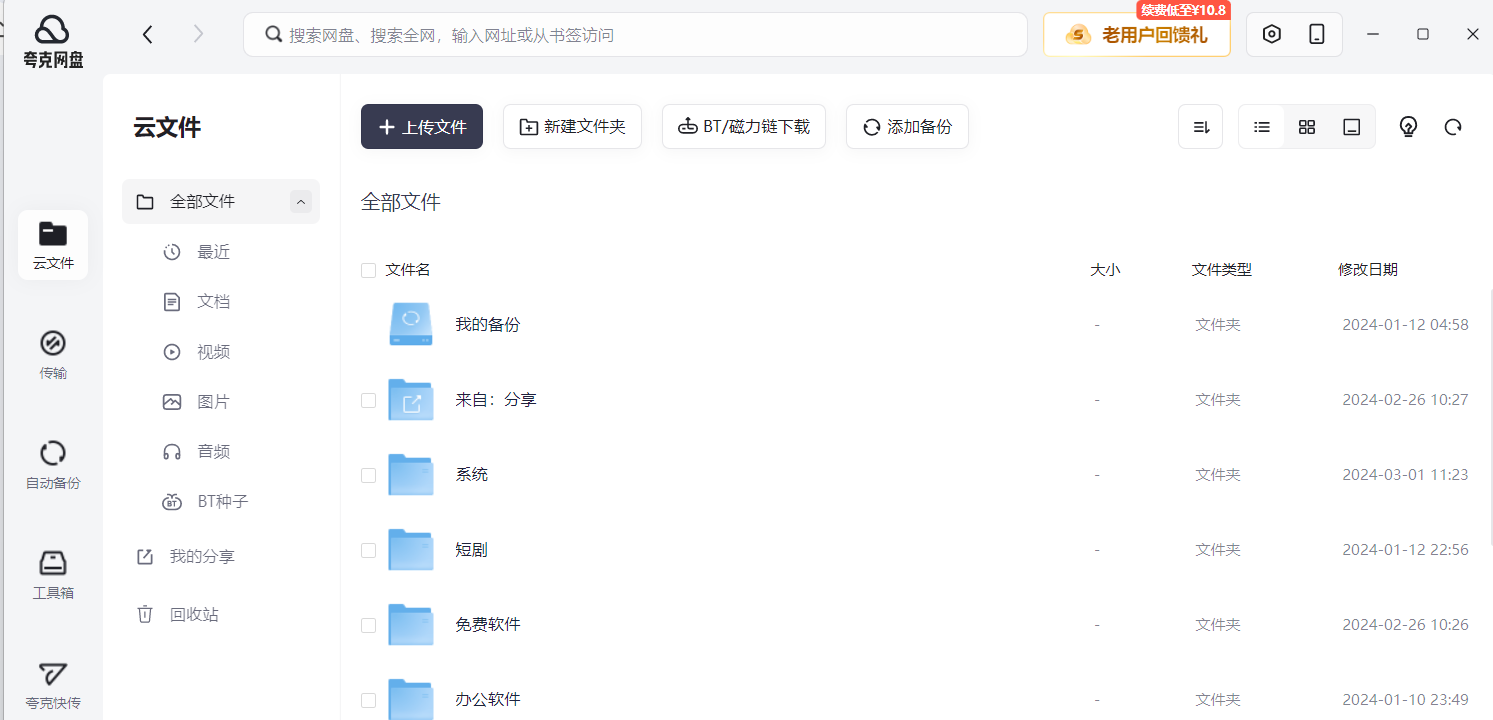 夸克网盘
搜索网盘、搜索全网，输入网址或从书签访问
续费低至¥10.8
老用户回馈礼
云文件
传输
自动备份
工具箱
夸克快传
云文件
全部文件
最近
文档
视频
图片
音频
BT种子
我的分享
回收站
上传文件 新建文件夹 BT/磁力链下载 添加备份
全部文件
文件名 大小 文件类型 修改日期
我的备份 - 文件夹 2024-01-12 04:58
来自：分享 - 文件夹 2024-02-26 10:27
系统 - 文件夹 2024-03-01 11:23
短剧 - 文件夹 2024-01-12 22:56
免费软件 - 文件夹 2024-02-26 10:26
办公软件 - 文件夹 2024-01-10 23:49